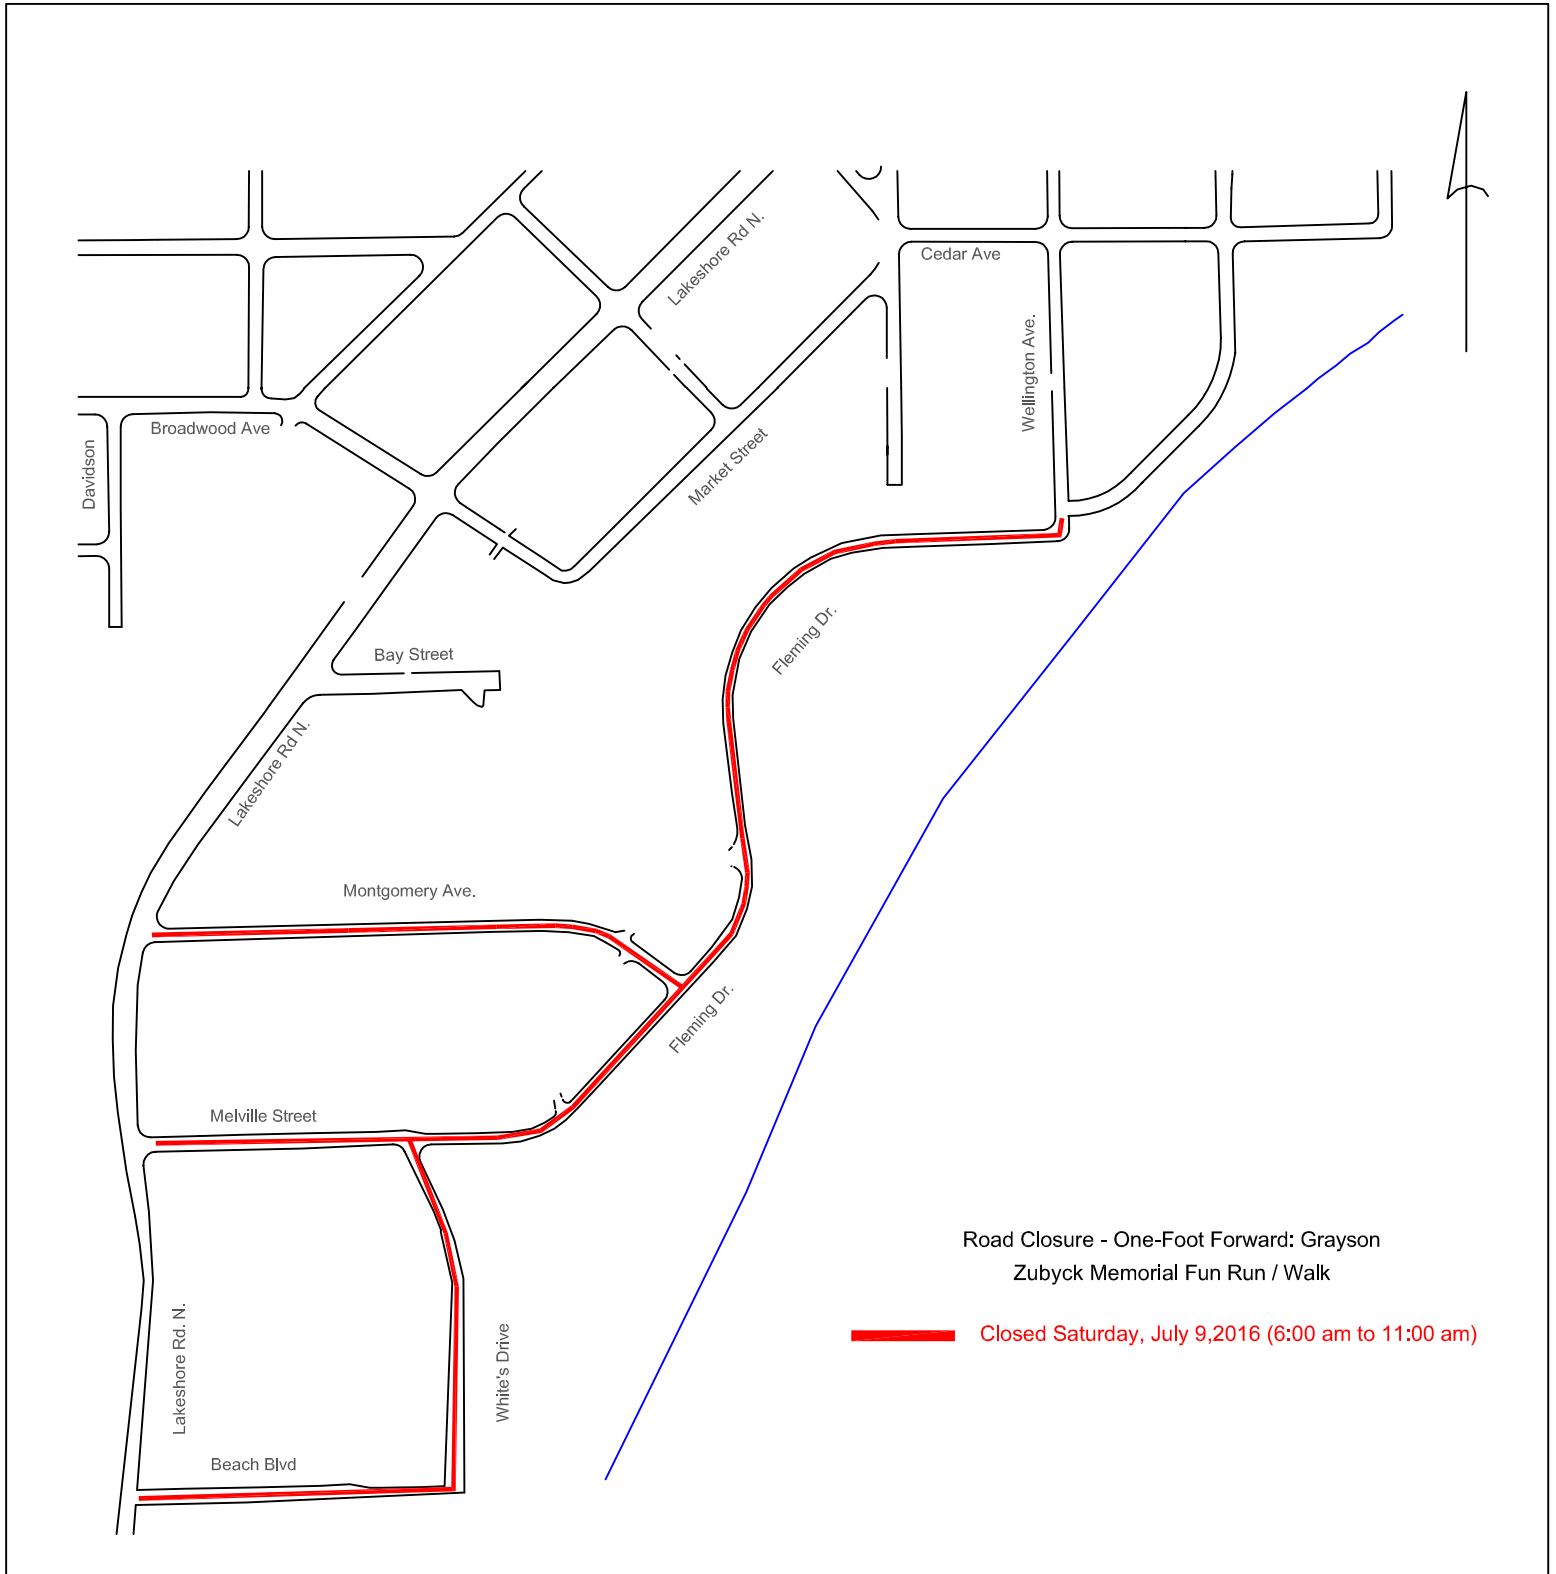 Lakeshore Rd N.
Cedar Ave
Wellington Ave.
Broadwood Ave
Davidson
Market Street
Fleming Dr.
Bay Street
Lakeshore Rd N.
Montgomery Ave.
Fleming Dr.
Melville Street
Road Closure - One-Foot Forward: Grayson
Zubyck Memorial Fun Run / Walk
Closed Saturday, July 9,2016 (6:00 am to 11:00 am)
Lakeshore Rd. N.
White's Drive
Beach Blvd